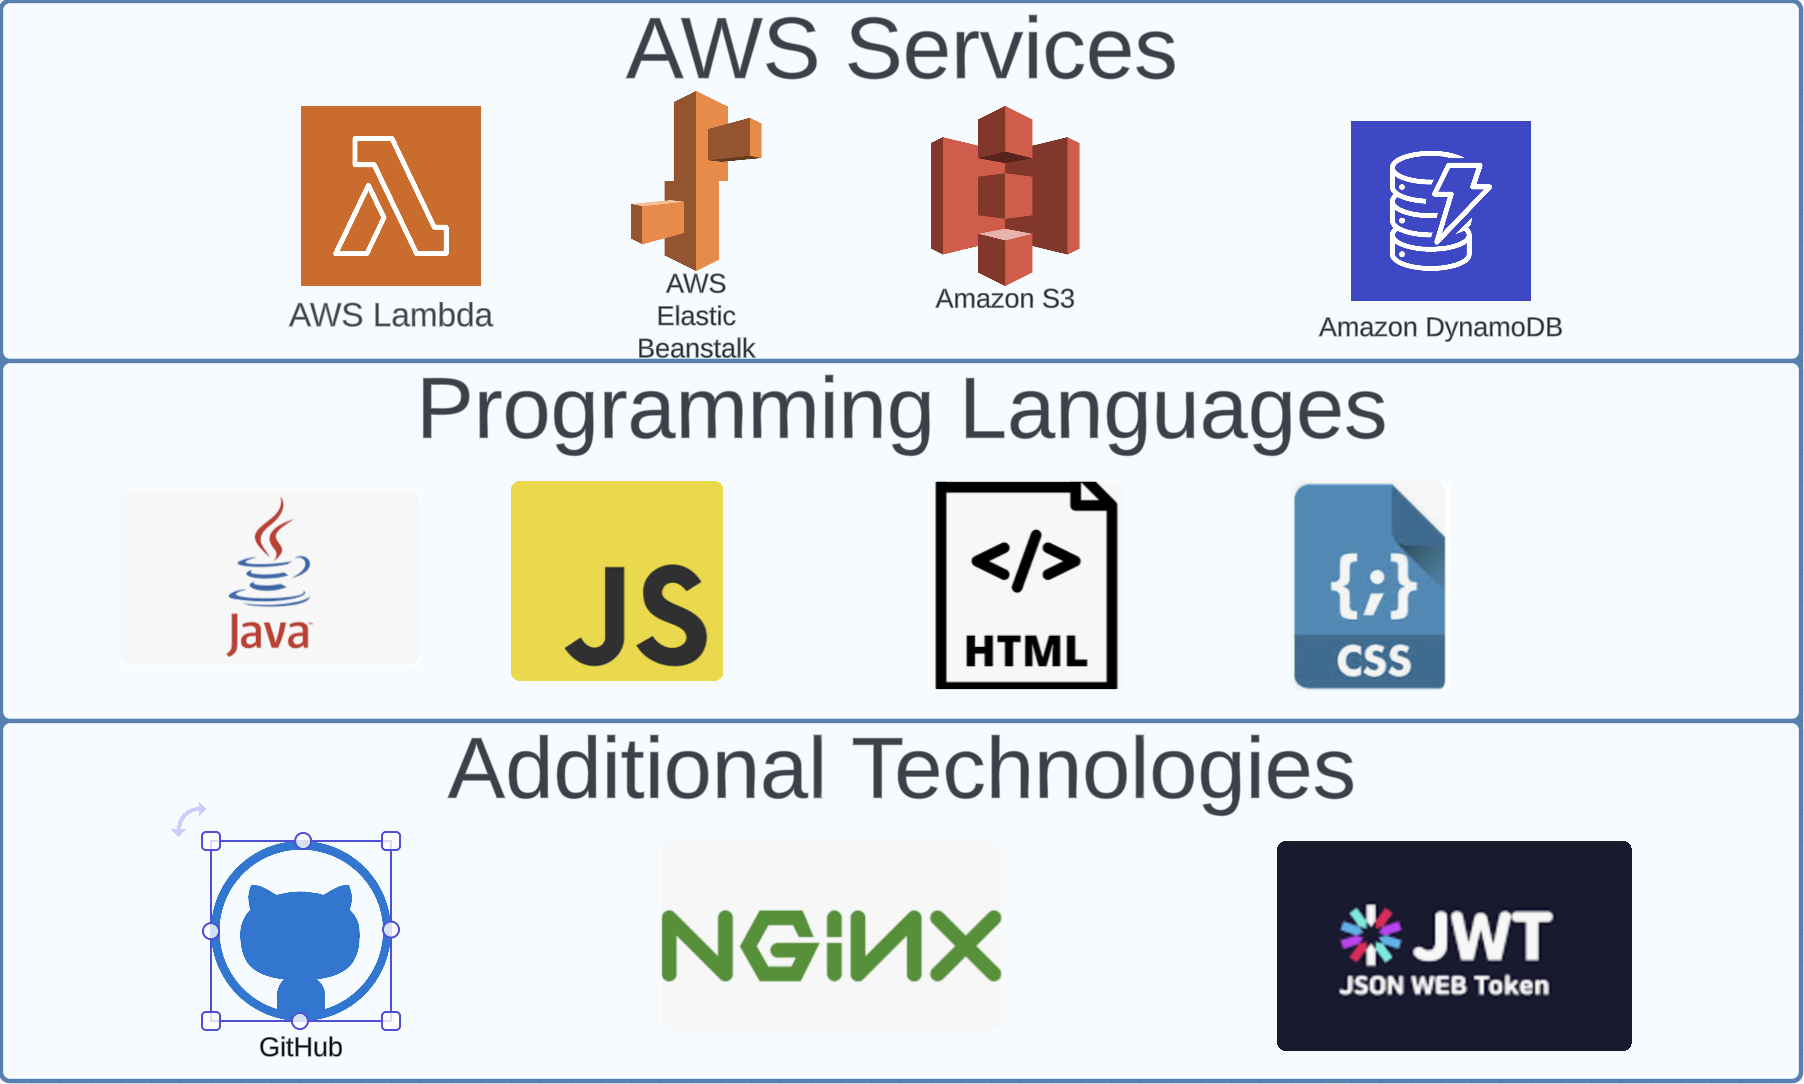 AWS Services
AWS Lambda
AWS
Elastic
Beanstalk
Amazon S3
Amazon DynamoDB
Programming Languages
Java
JS
</>
HTML
{;}
CSS
Additional Technologies
GitHub
NGiNX
JWT
JSON WEB Token